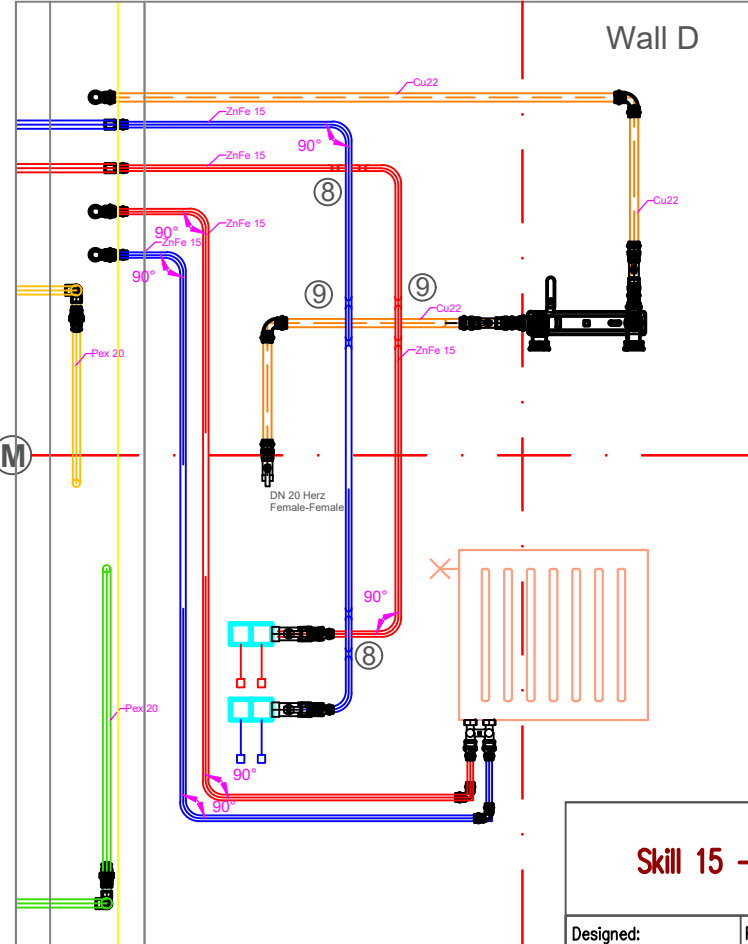 Wall D
Cu22
ZnFe 15
90°
ZnFe 15
8
Cu22
ZnFe 15
90°
ZnFe 15
90°
9
9
Cu22
ZnFe 15
Pex 20
M
DN 20 Herz
Female-Female
90°
8
Pex 20
90°
90°
Skill 15 -
Designed: